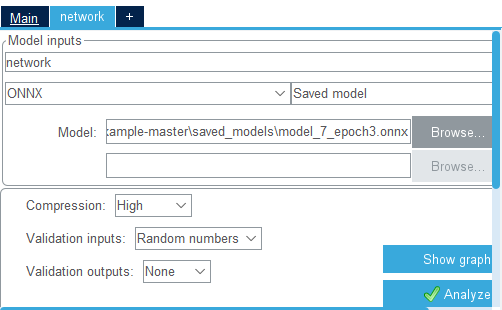 Main network +
Model inputs
network
ONNX Saved model
Model: ample-master\saved_models\model_7_epoch3.onnx Browse...
Browse...
Compression: High
Validation inputs: Random numbers
Validation outputs: None
Show graph
Analyze